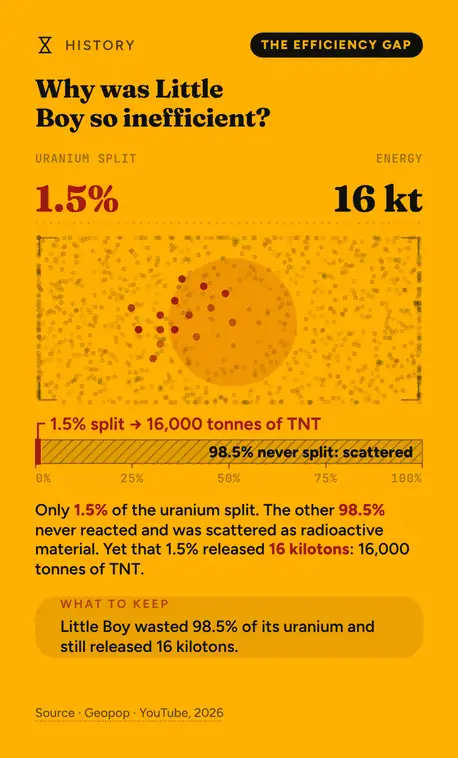 HISTORY
THE EFFICIENCY GAP
Why was Little
Boy so inefficient?
URANIUM SPLIT
ENERGY
1.5%
16 kt
1.5% split → 16,000 tonnes of TNT
98.5% never split: scattered
0% 25% 50% 75% 100%
Only 1.5% of the uranium split. The other 98.5%
never reacted and was scattered as radioactive
material. Yet that 1.5% released 16 kilotons: 16,000
tonnes of TNT.
WHAT TO KEEP
Little Boy wasted 98.5% of its uranium and
still released 16 kilotons.
Source · Geopop · YouTube, 2026